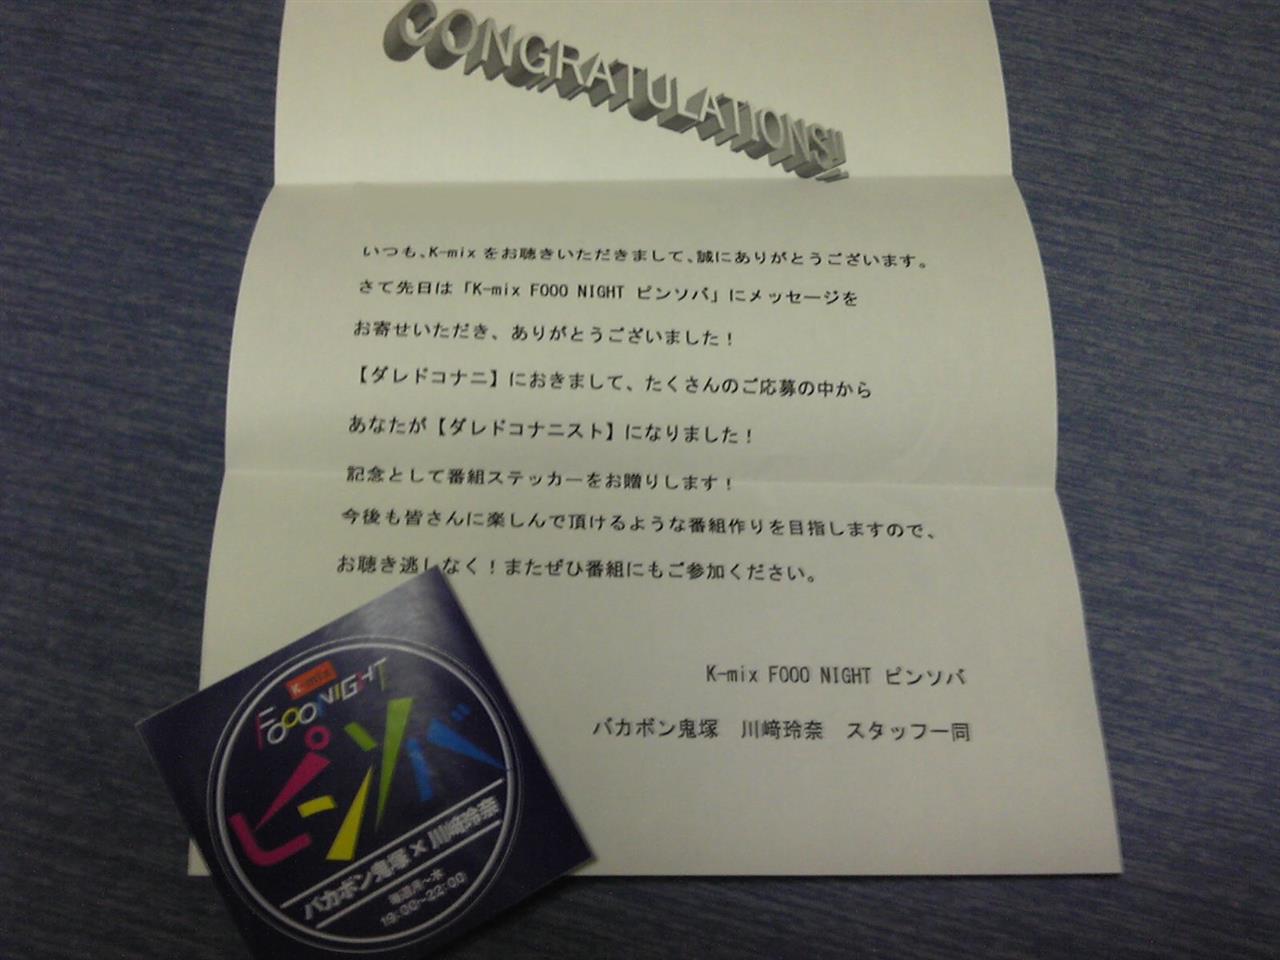 CONGRATULATIONS!!
いつも、K-mix をお聴きいただきまして、誠にありがとうございます。
さて先日は「K-mix FOOO NIGHT ピンソバ」にメッセージを
お寄せいただき、ありがとうございました！
【ダレドコナニ】におきまして、たくさんのご応募の中から
あなたが【ダレドコナニスト】になりました！
記念として番組ステッカーをお贈りします！
今後も皆さんに楽しんで頂けるような番組作りを目指しますので、
お聴き逃しなく！またぜひ番組にもご参加ください。
K-mix FOOO NIGHT ピンソバ
バカボン鬼塚 川﨑玲奈 スタッフ一同
K-mix
FOOONIGHT
ピンソバ
バカボン鬼塚×川﨑玲奈
毎週月～木
19:00～22:00